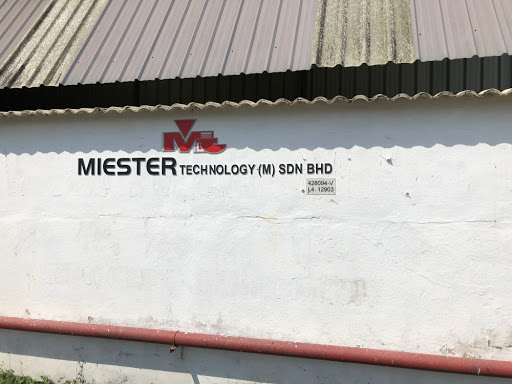 MIESTER TECHNOLOGY (M) SDN BHD
428094-V
J.4. 12903